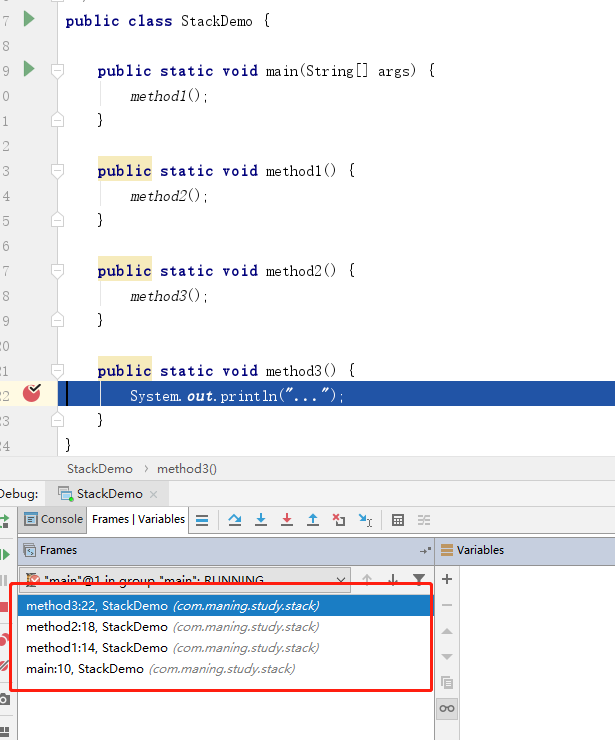 7 public class StackDemo {
8
9 public static void main(String[] args) {
0 method1();
1 }
2
3 public static void method1() {
4 method2();
5 }
6
7 public static void method2() {
8 method3();
9 }
20
21 public static void method3() {
22 System.out.println("...");
23 }
24 }
StackDemo › method3()
Debug: StackDemo ×
Console Frames | Variables
Frames Variables
"main"@1 in group "main": RUNNING
method3:22, StackDemo (com.maning.study.stack)
method2:18, StackDemo (com.maning.study.stack)
method1:14, StackDemo (com.maning.study.stack)
main:10, StackDemo (com.maning.study.stack)